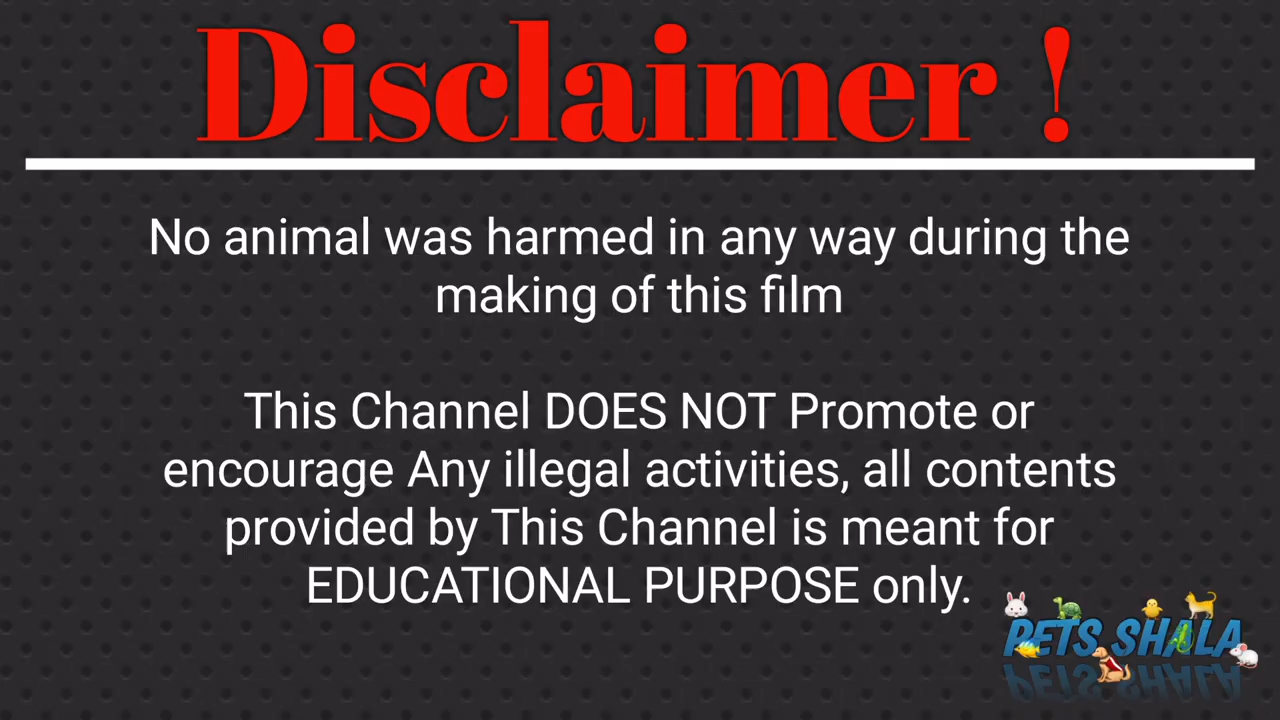 Disclaimer !
No animal was harmed in any way during the
making of this film
This Channel DOES NOT Promote or
encourage Any illegal activities, all contents
provided by This Channel is meant for
EDUCATIONAL PURPOSE only.
PETS SHALA